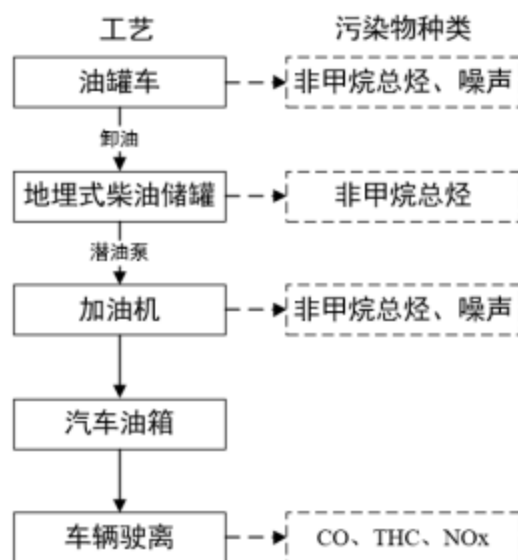 工艺 污染物种类
油罐车 非甲烷总烃、噪声
卸油
地埋式柴油储罐 非甲烷总烃
潜油泵
加油机 非甲烷总烃、噪声
汽车油箱
车辆驶离 CO、THC、NOx